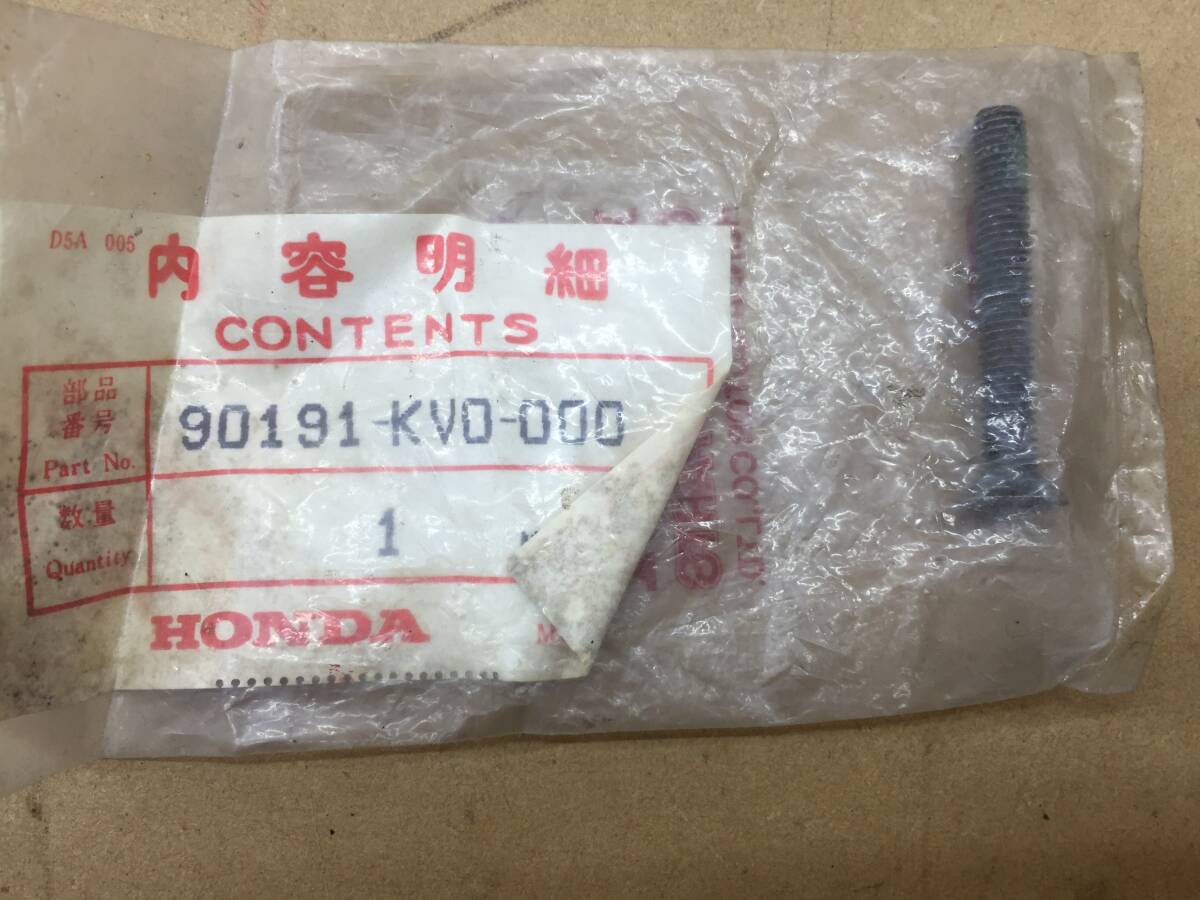 D5A 005
内容明細
CONTENTS
部品
番号
Part No.
90191-KV0-000
数量
Quantity
1
HONDA